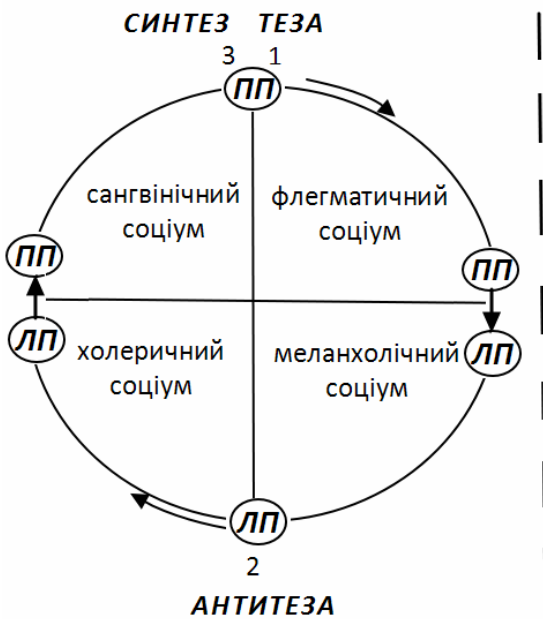 СИНТЕЗ ТЕЗА
3 1
ПП
сангвінічний
соціум
флегматичний
соціум
ПП
ПП
ЛП
ЛП
холеричний
соціум
меланхолічний
соціум
ЛП
2
АНТИТЕЗА